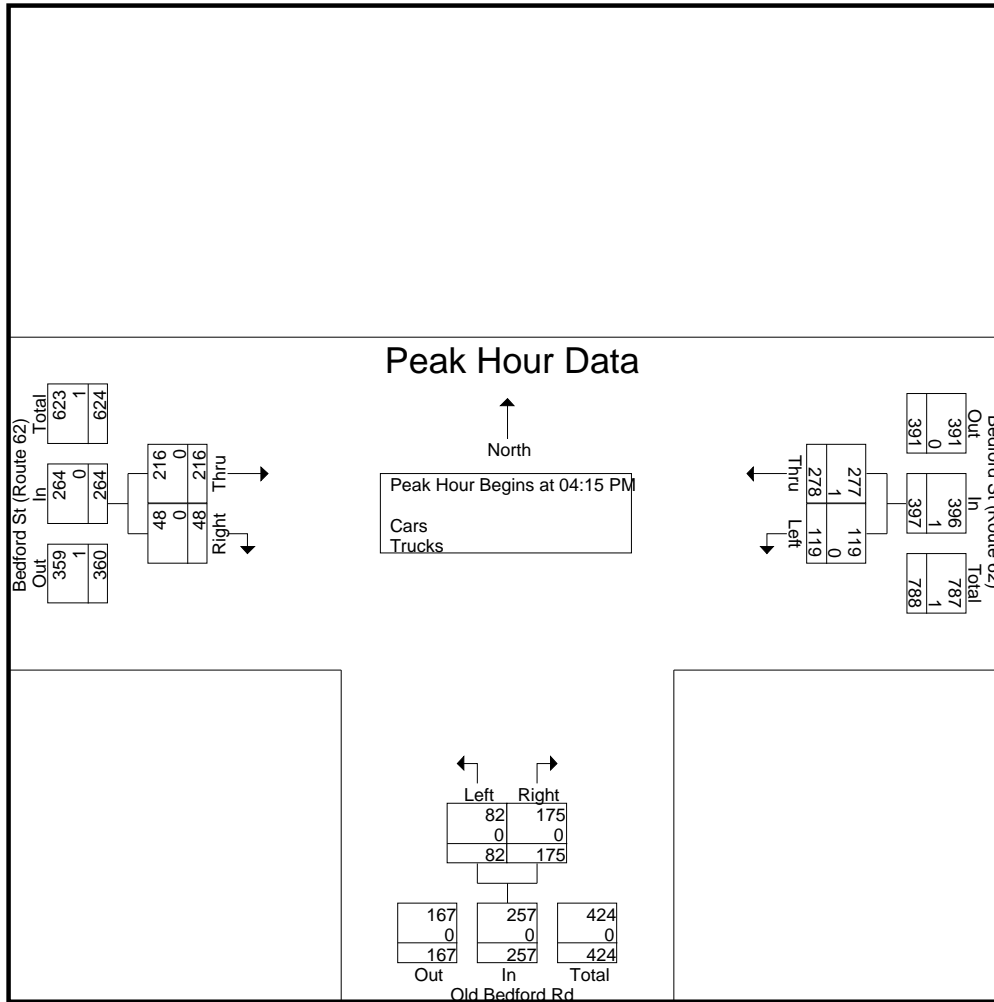 Peak Hour Data
North
Peak Hour Begins at 04:15 PM
Cars
Trucks
Bedford St (Route 62)
Total
623 1 624
In
264 0 264
Out
359 1 360
216 0 216
Thru
48 0 48
Right
Bedford St (Route 62)
Out
391 0 391
In
396 1 397
Total
787 1 788
Thru
277 1 278
Left
119 0 119
Left Right
82 175
0 0
82 175
167 257 424
0 0 0
167 257 424
Out In Total
Old Bedford Rd